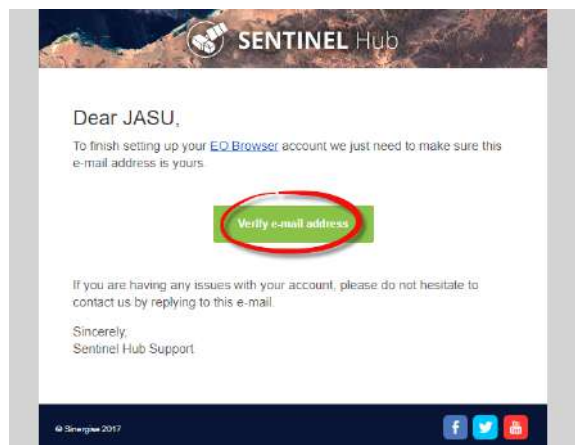 SENTINEL Hub
Dear JASU,
To finish setting up your EO Browser account we just need to make sure this
e-mail address is yours.
Verify e-mail address
If you are having any issues with your account, please do not hesitate to
contact us by replying to this e-mail.
Sincerely,
Sentinel Hub Support
© Sinergise 2017